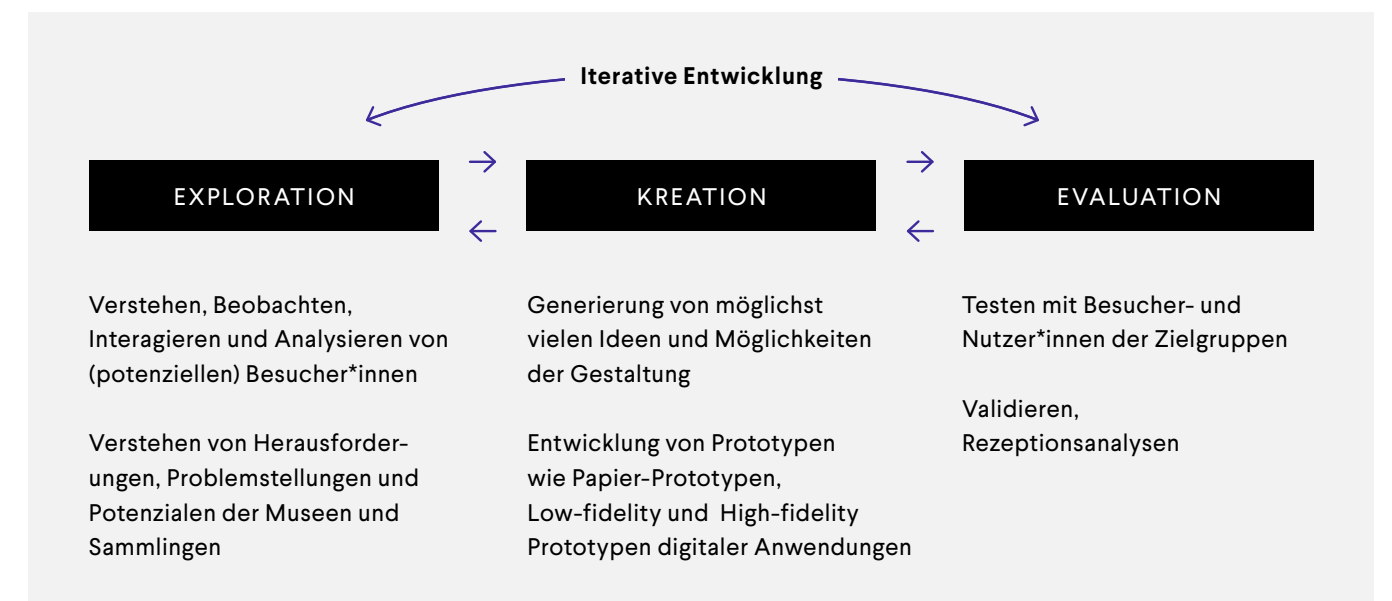 Iterative Entwicklung
EXPLORATION
KREATION
EVALUATION
Verstehen, Beobachten,
Interagieren und Analysieren von
(potenziellen) Besucher*innen
Verstehen von Herausforder-
ungen, Problemstellungen und
Potenzialen der Museen und
Sammlingen
Generierung von möglichst
vielen Ideen und Möglichkeiten
der Gestaltung
Entwicklung von Prototypen
wie Papier-Prototypen,
Low-fidelity und High-fidelity
Prototypen digitaler Anwendungen
Testen mit Besucher- und
Nutzer*innen der Zielgruppen
Validieren,
Rezeptionsanalysen